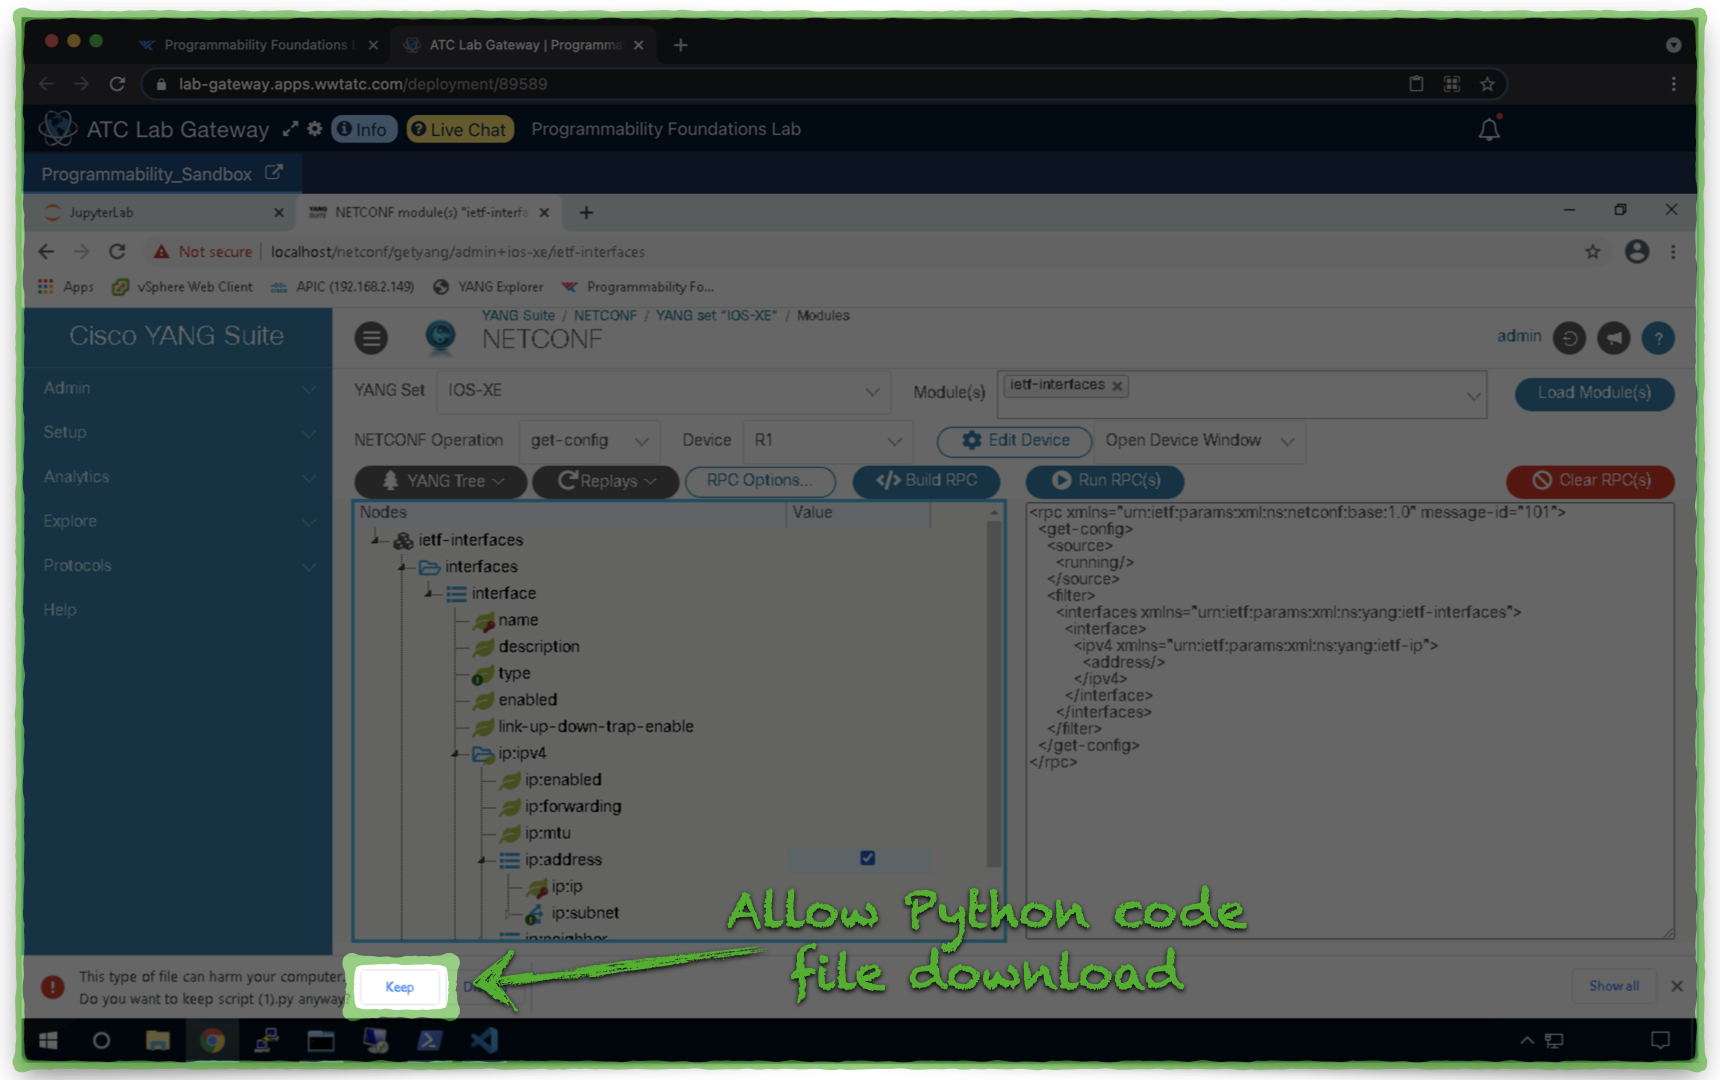 Programmability Foundations L
ATC Lab Gateway | Programma
lab-gateway.apps.wwtatc.com/deployment/89589
ATC Lab Gateway
Info
Live Chat
Programmability Foundations Lab
Programmability_Sandbox
JupyterLab
NETCONF module(s) "ietf-interfa
Not secure
localhost/netconf/getyang/admin+ios-xe/ietf-interfaces
Apps
vSphere Web Client
APIC (192.168.2.149)
YANG Explorer
Programmability Fo...
Cisco YANG Suite
YANG Suite / NETCONF / YANG set "IOS-XE" / Modules
NETCONF
admin
Admin
Setup
Analytics
Explore
Protocols
Help
YANG Set
IOS-XE
Module(s)
ietf-interfaces
Load Module(s)
NETCONF Operation
get-config
Device
R1
Edit Device
Open Device Window
YANG Tree
Replays
RPC Options...
</> Build RPC
Run RPC(s)
Clear RPC(s)
Nodes
Value
ietf-interfaces
interfaces
interface
name
description
type
enabled
link-up-down-trap-enable
ip:ipv4
ip:enabled
ip:forwarding
ip:mtu
ip:address
ip:ip
ip:subnet
ip:neighbor
<rpc xmlns="urn:ietf:params:xml:ns:netconf:base:1.0" message-id="101">
<get-config>
<source>
<running/>
</source>
<filter>
<interfaces xmlns="urn:ietf:params:xml:ns:yang:ietf-interfaces">
<interface>
<ipv4 xmlns="urn:ietf:params:xml:ns:yang:ietf-ip">
<address/>
</ipv4>
</interface>
</interfaces>
</filter>
</get-config>
</rpc>
Allow Python code
file download
This type of file can harm your computer.
Do you want to keep script (1).py anyway?
Keep
Show all